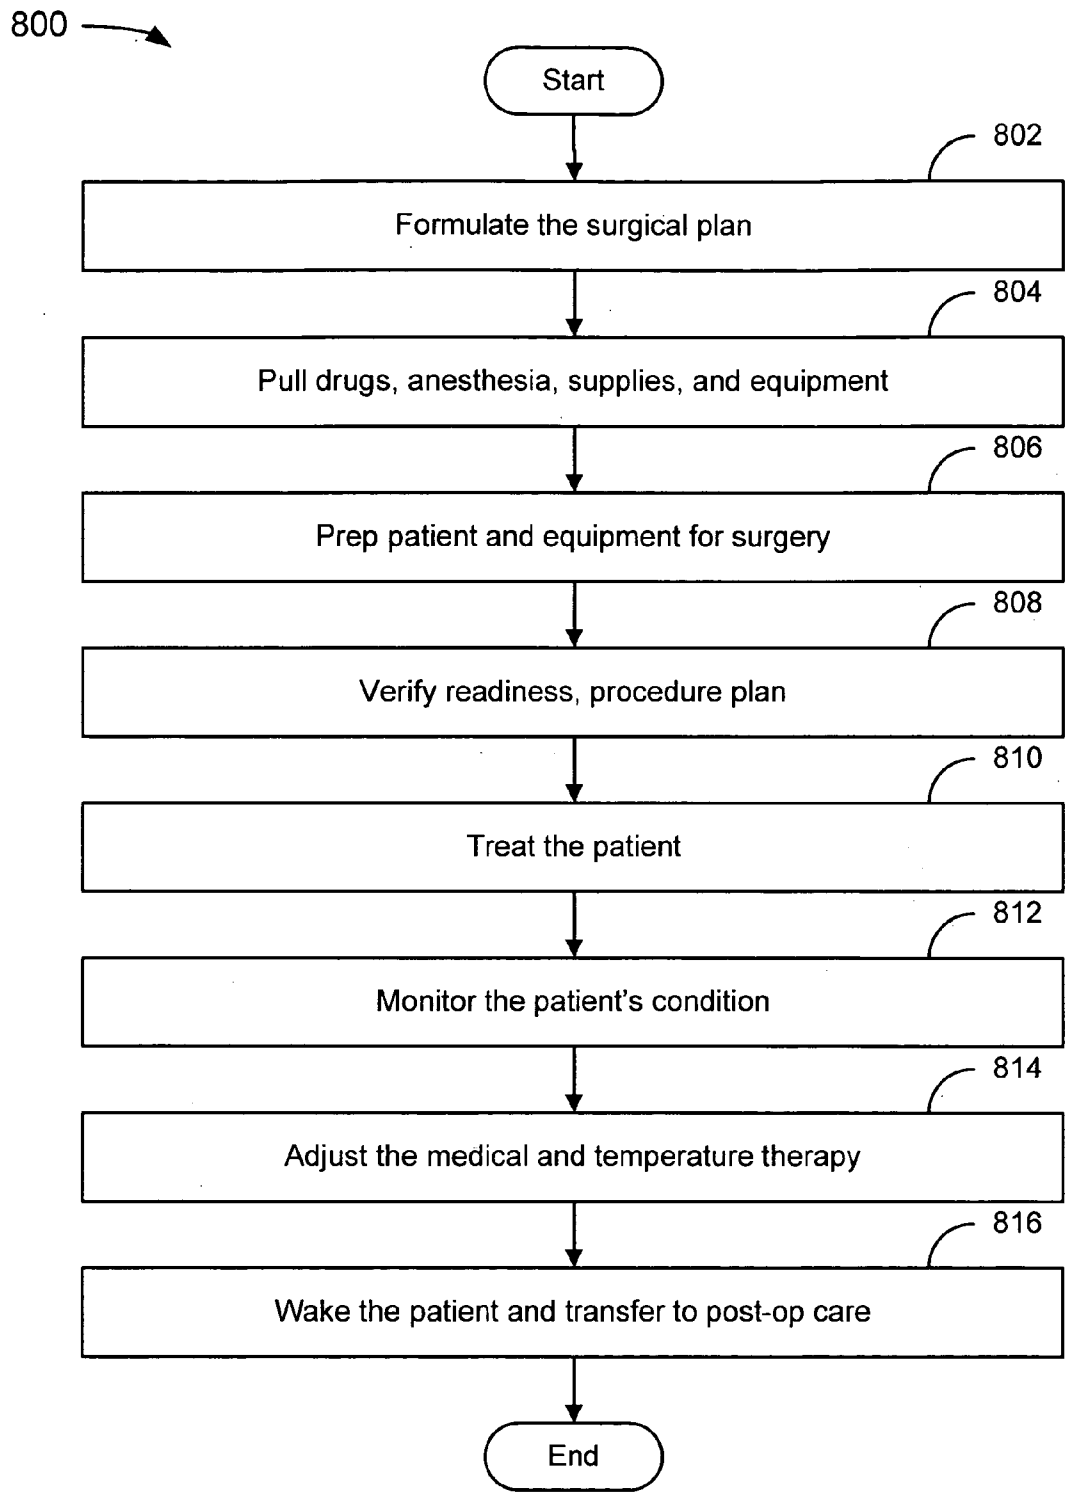 800
Start
802
Formulate the surgical plan
804
Pull drugs, anesthesia, supplies, and equipment
806
Prep patient and equipment for surgery
808
Verify readiness, procedure plan
810
Treat the patient
812
Monitor the patient's condition
814
Adjust the medical and temperature therapy
816
Wake the patient and transfer to post-op care
End